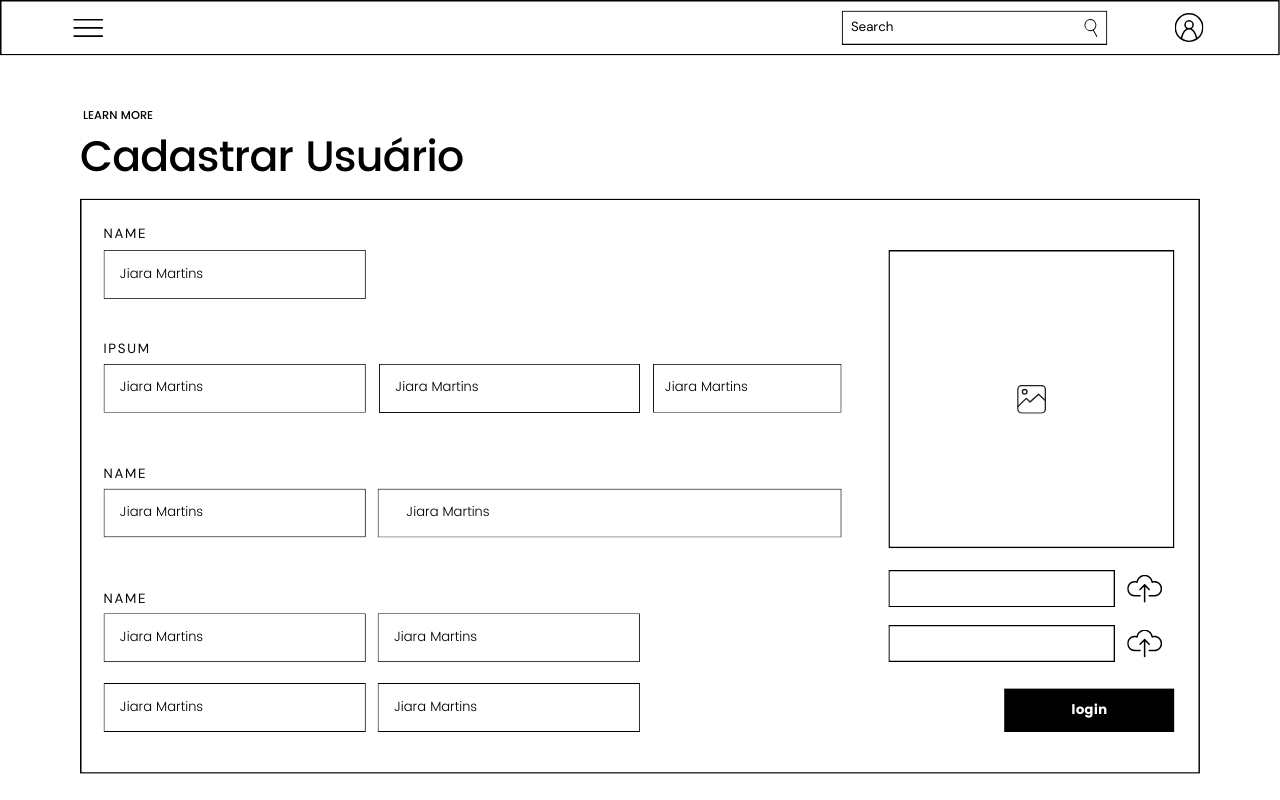 Search
LEARN MORE
Cadastrar Usuário
NAME
Jiara Martins
IPSUM
Jiara Martins Jiara Martins Jiara Martins
NAME
Jiara Martins Jiara Martins
NAME
Jiara Martins Jiara Martins
Jiara Martins Jiara Martins
login